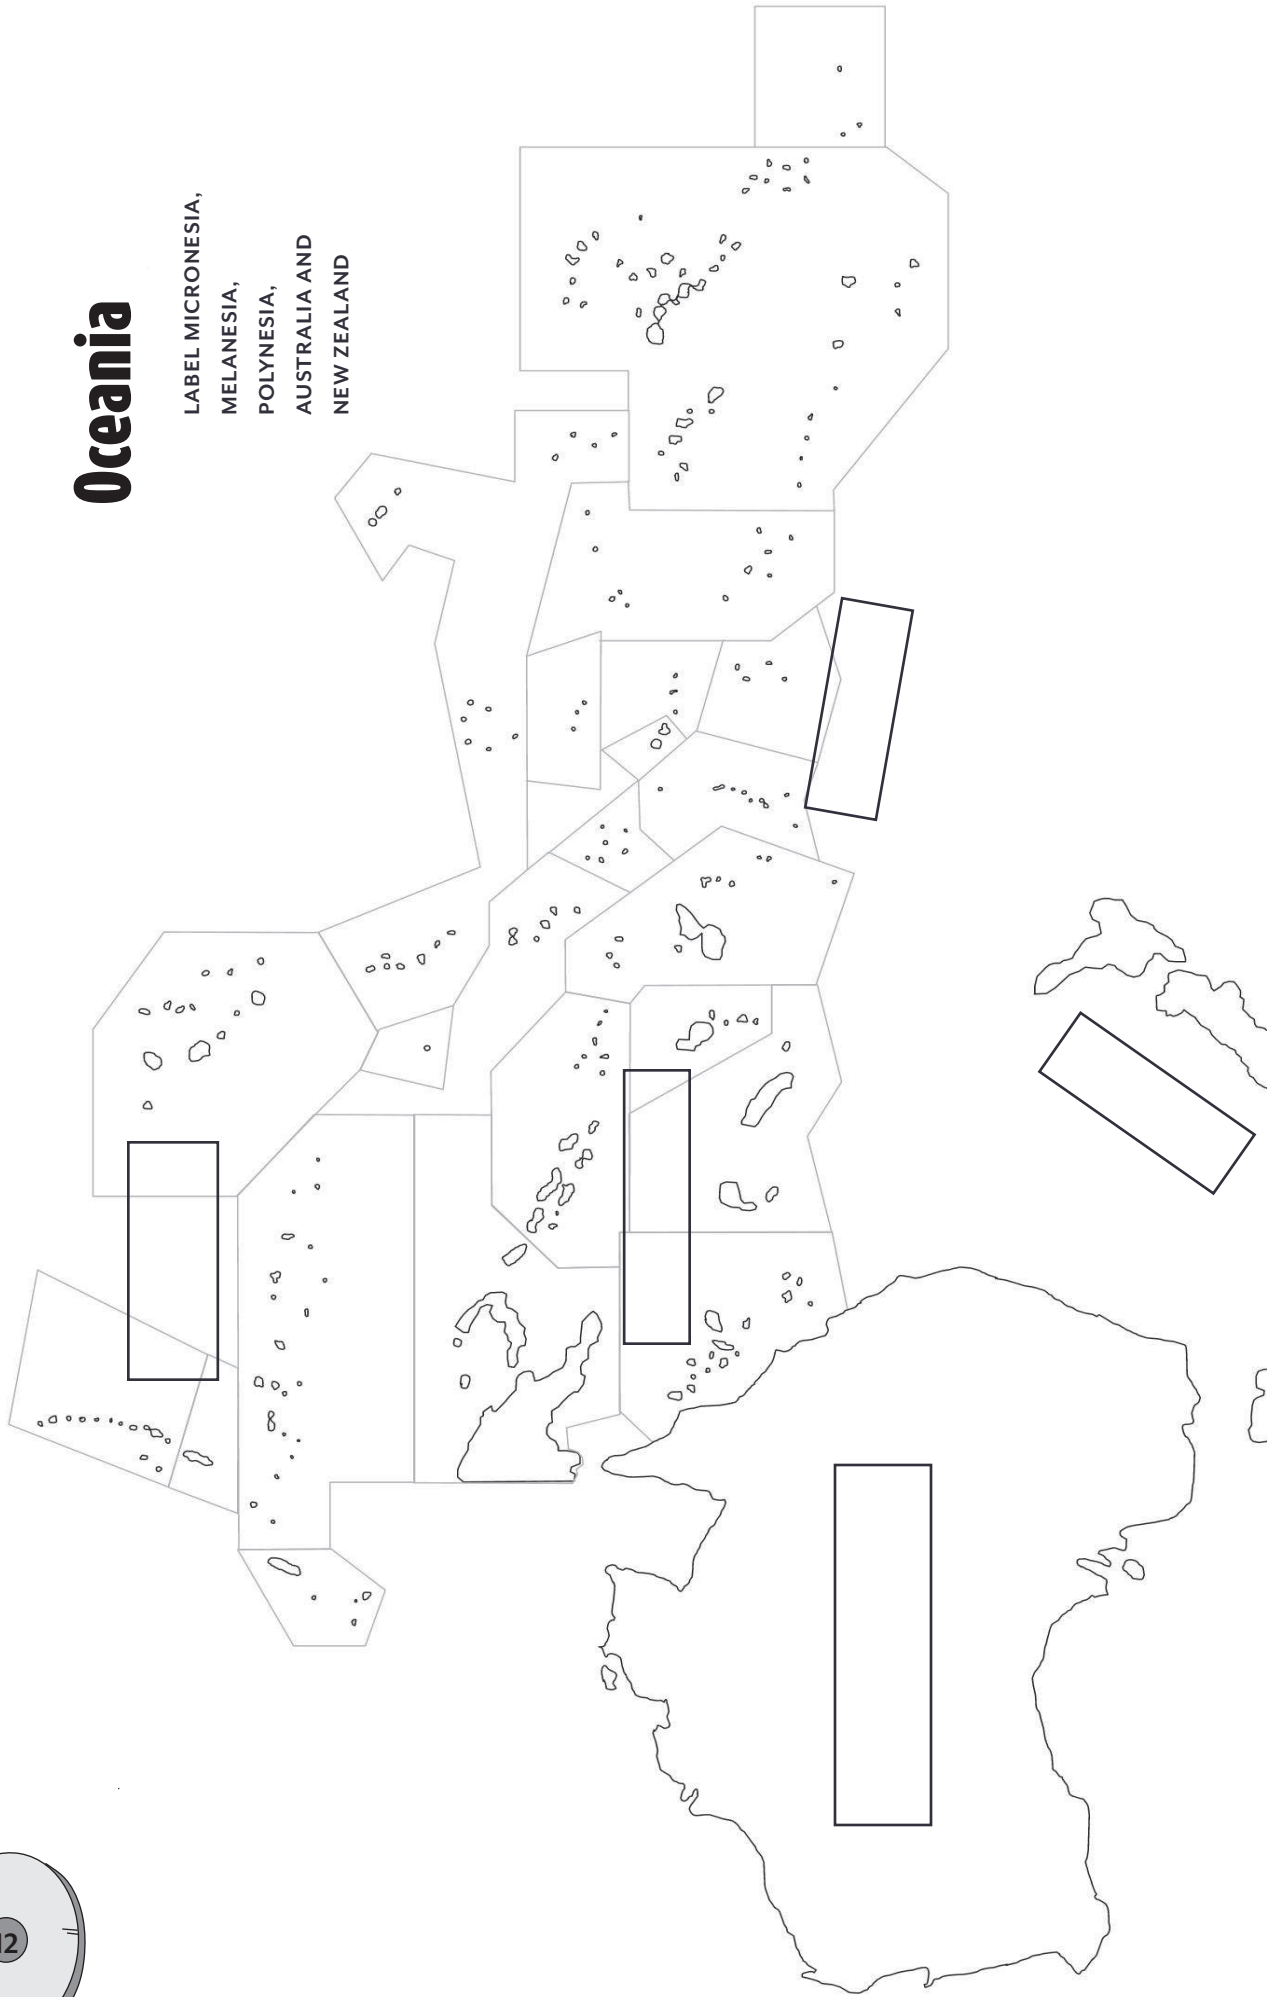 Oceania
LABEL MICRONESIA,
MELANESIA,
POLYNESIA,
AUSTRALIA AND
NEW ZEALAND